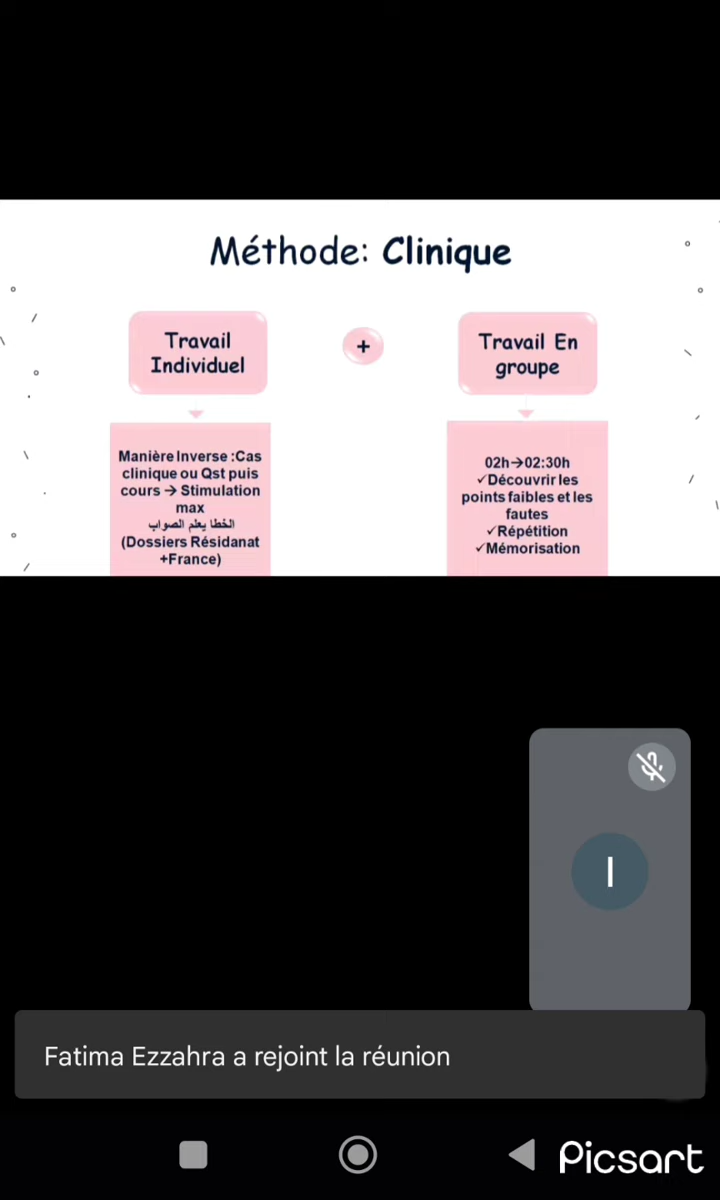 Méthode: Clinique
Travail
Individuel
+
Travail En
groupe
Manière Inverse :Cas
clinique ou Qst puis
cours → Stimulation
max
الخطا يعلم الصواب
(Dossiers Résidanat
+France)
02h→02:30h
✓Découvrir les
points faibles et les
fautes
✓Répétition
✓Mémorisation
I
Fatima Ezzahra a rejoint la réunion
Picsart